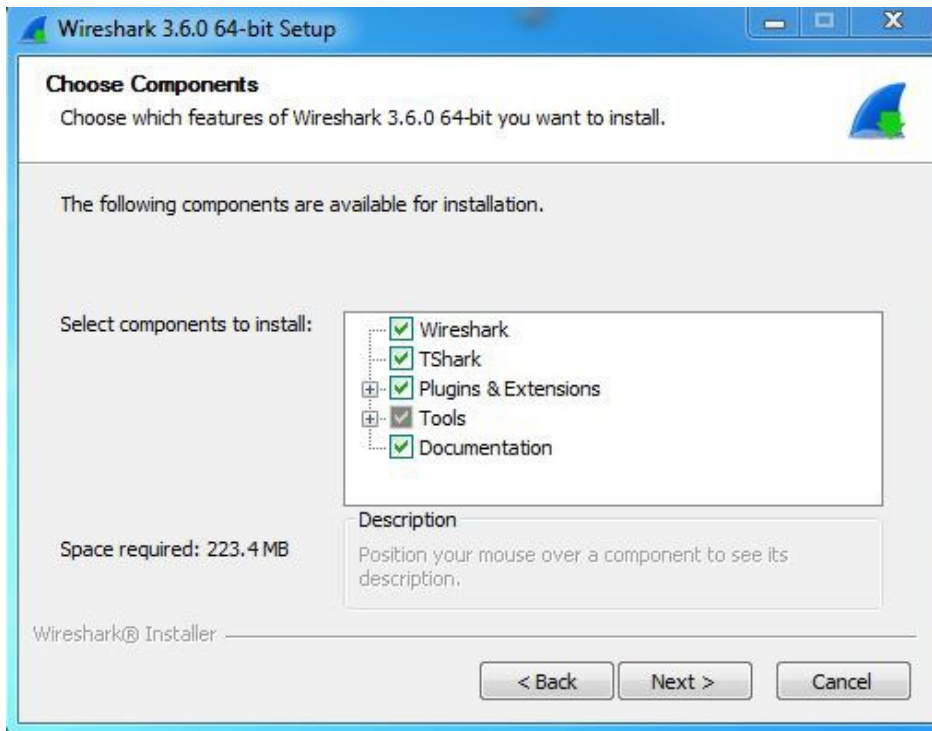 Wireshark 3.6.0 64-bit Setup
Choose Components
Choose which features of Wireshark 3.6.0 64-bit you want to install.
The following components are available for installation.
Select components to install:
Wireshark
TShark
Plugins & Extensions
Tools
Documentation
Space required: 223.4 MB
Description
Position your mouse over a component to see its
description.
Wireshark® Installer
< Back
Next >
Cancel